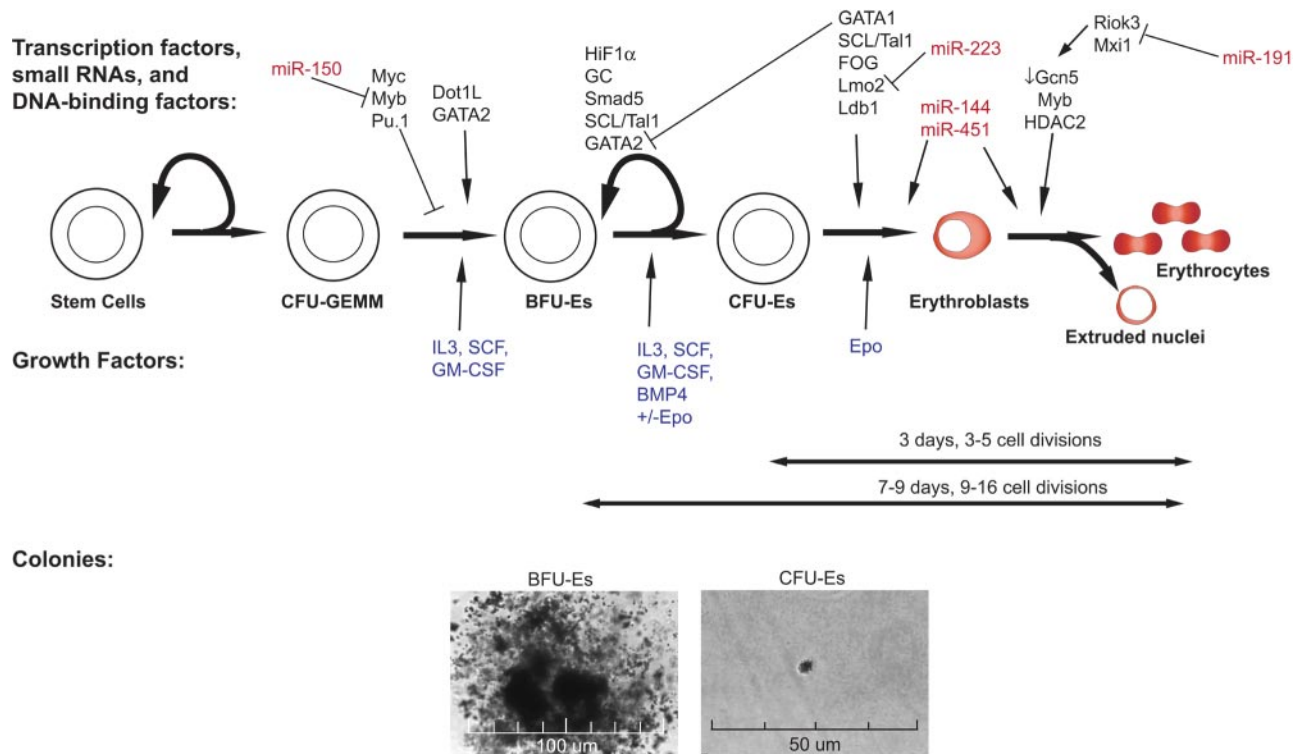 Transcription factors,
small RNAs, and
DNA-binding factors:
miR-150
Myc
Myb
Pu.1
Dot1L
GATA2
HiF1α
GC
Smad5
SCL/Tal1
GATA2
GATA1
SCL/Tal1
FOG
Lmo2
Ldb1
miR-223
miR-144
miR-451
Riok3
Mxi1
miR-191
↓Gcn5
Myb
HDAC2
Stem Cells
CFU-GEMM
BFU-Es
CFU-Es
Erythroblasts
Erythrocytes
Extruded nuclei
Growth Factors:
IL3, SCF,
GM-CSF
IL3, SCF,
GM-CSF,
BMP4
+/-Epo
Epo
3 days, 3-5 cell divisions
7-9 days, 9-16 cell divisions
Colonies:
BFU-Es
CFU-Es
100 um
50 um